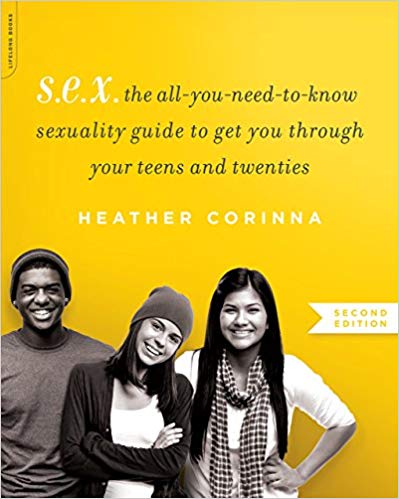 LIFELONG BOOKS
s.e.x. the all-you-need-to-know
sexuality guide to get you through
your teens and twenties
HEATHER CORINNA
SECOND
EDITION